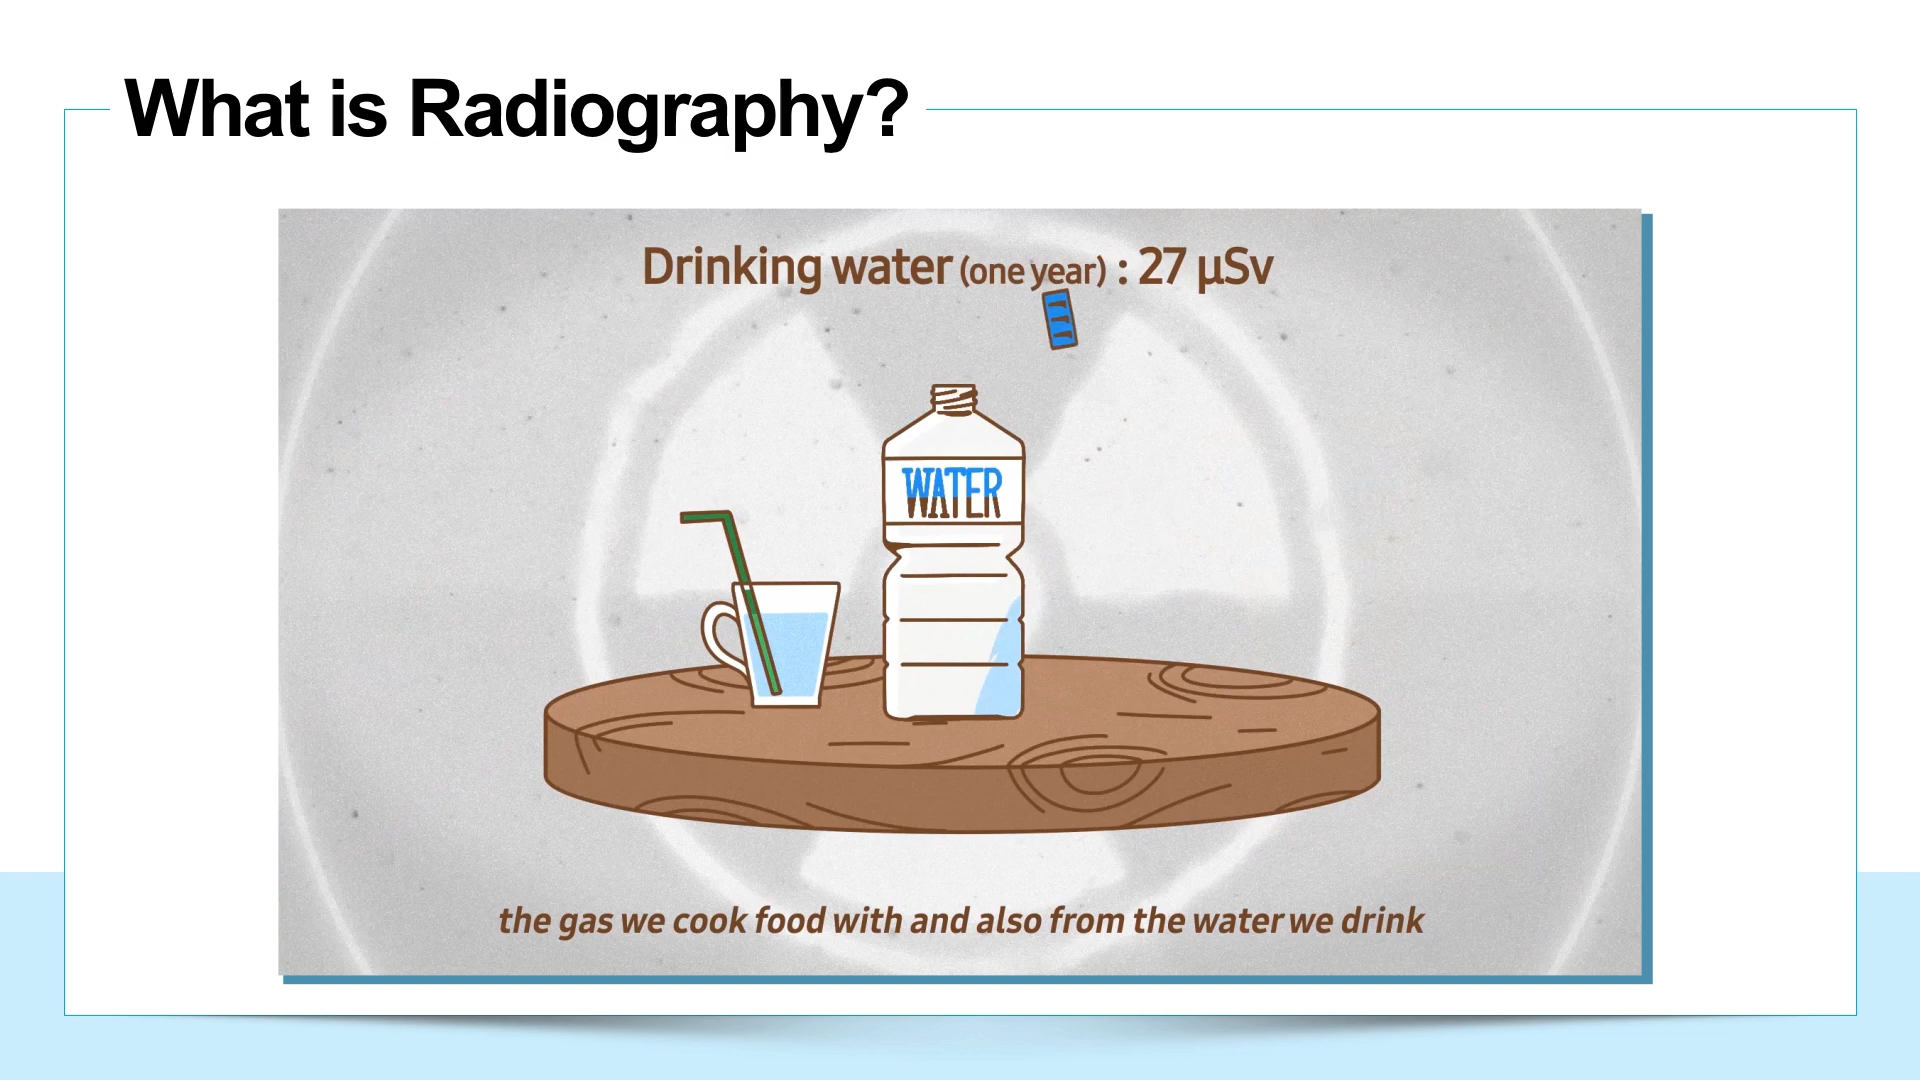 What is Radiography?
Drinking water (one year) : 27 µSv
WATER
the gas we cook food with and also from the water we drink